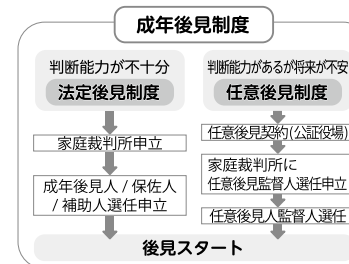 成年後見制度
判断能力が不十分
法定後見制度
家庭裁判所申立
成年後見人 / 保佐人
/ 補助人選任申立
判断能力があるが将来が不安
任意後見制度
任意後見契約(公証役場)
家庭裁判所に
任意後見監督人選任申立
任意後見人監督人選任
後見スタート